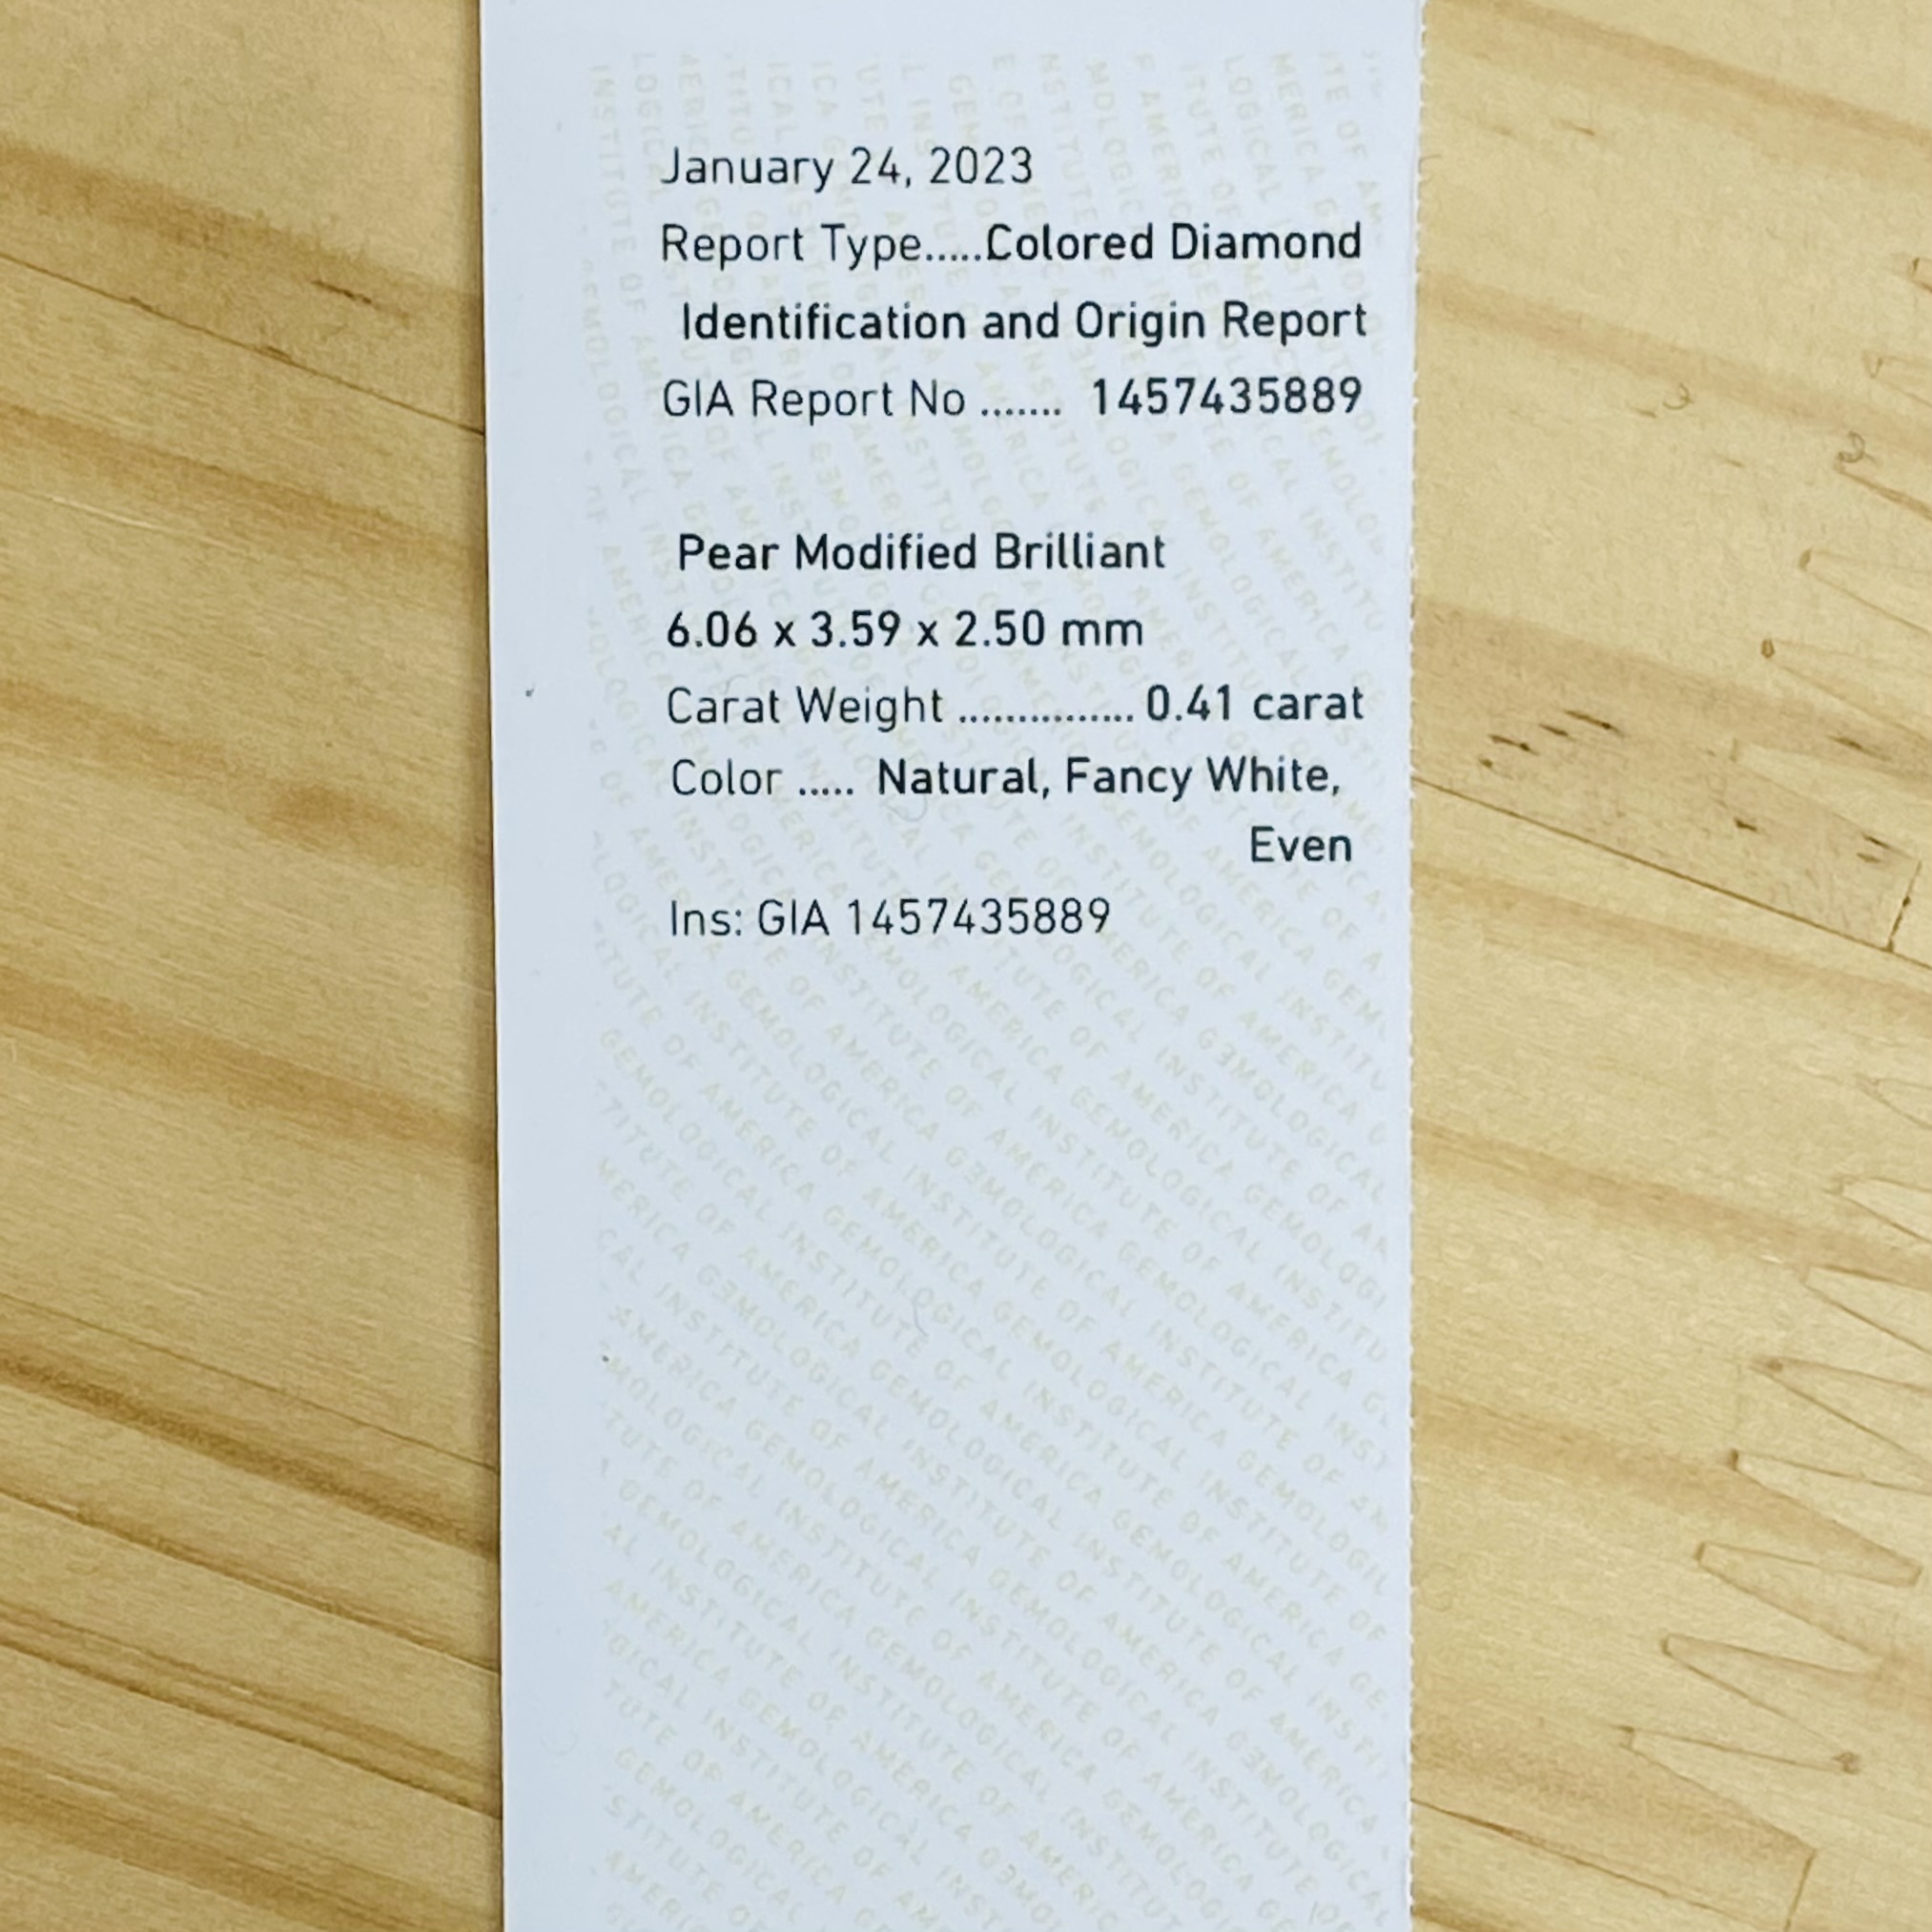 January 24, 2023
Report Type.....Colored Diamond
Identification and Origin Report
GIA Report No ....... 1457435889
Pear Modified Brilliant
6.06 x 3.59 x 2.50 mm
Carat Weight ............... 0.41 carat
Color ..... Natural, Fancy White,
Even
Ins: GIA 1457435889